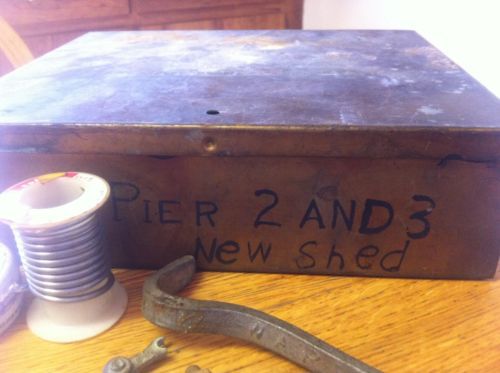 PIER 2 AND 3
New Shed